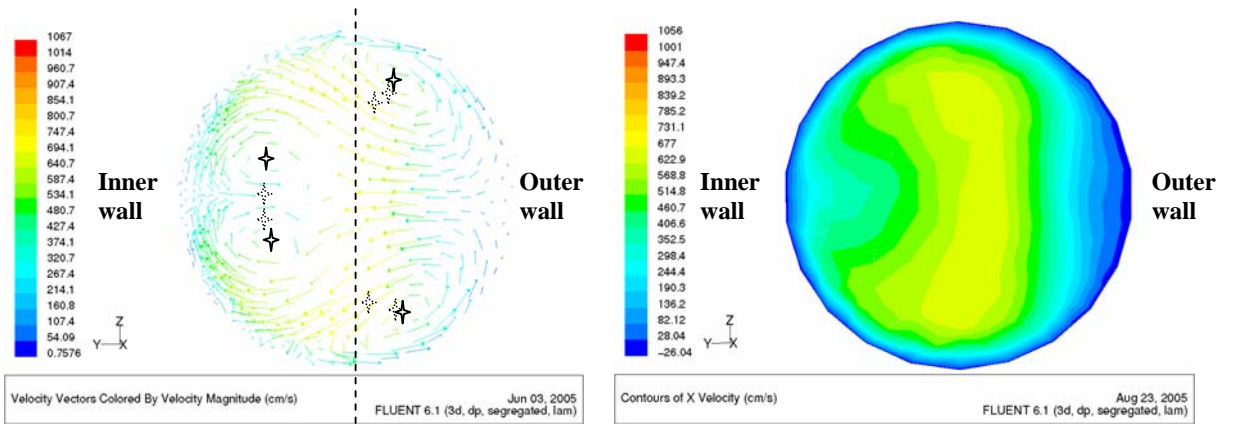 1067
1014
960.7
907.4
854.1
800.7
747.4
694.1
640.7
587.4
534.1
480.7
427.4
374.1
320.7
267.4
214.1
160.8
107.4
54.09
0.7576
Inner
wall
Outer
wall
Z
Y X
Velocity Vectors Colored By Velocity Magnitude (cm/s)
Jun 03, 2005
FLUENT 6.1 (3d, dp, segregated, lam)
1056
1001
947.4
893.3
839.2
785.2
731.1
677
622.9
568.8
514.8
460.7
406.6
352.5
298.4
244.4
190.3
136.2
82.12
28.04
-26.04
Inner
wall
Outer
wall
Z
Y X
Contours of X Velocity (cm/s)
Aug 23, 2005
FLUENT 6.1 (3d, dp, segregated, lam)